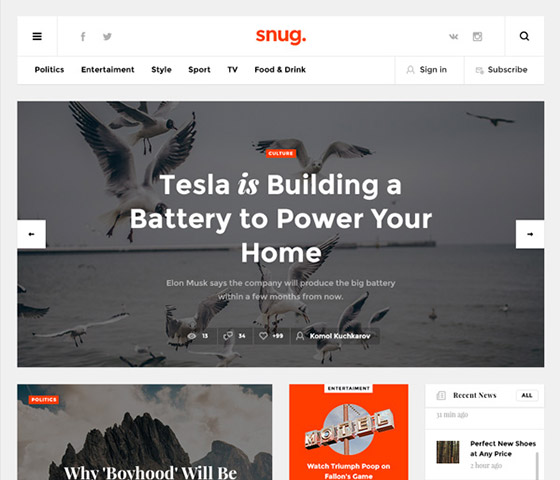 snug.
Politics Entertaiment Style Sport TV Food & Drink
Sign in
Subscribe
CULTURE
Tesla is Building a
Battery to Power Your
Home
Elon Musk says the company will produce the big battery
within a few months from now.
13 34 +99 Komol Kuchkarov
POLITICS
Why 'Boyhood' Will Be
ENTERTAIMENT
MOTEL
Watch Triumph Poop on
Fallon's Game
Recent News
ALL
31 min ago
Perfect New Shoes
at Any Price
2 hour ago